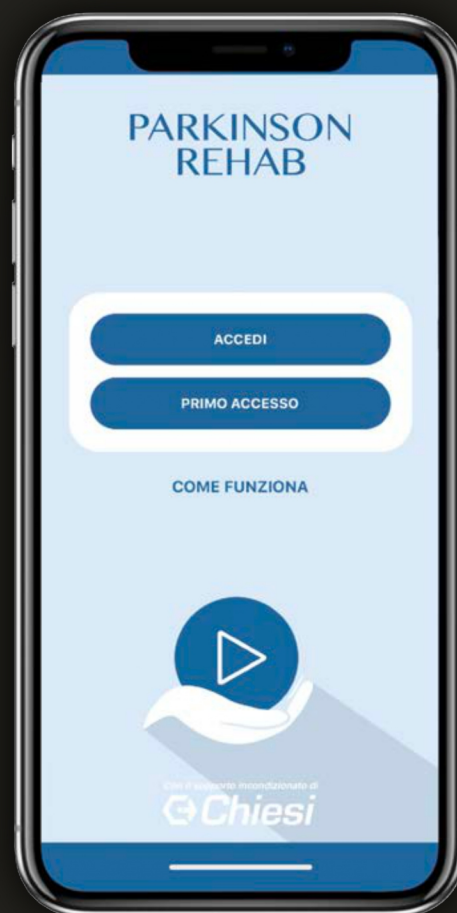 PARKINSON
REHAB
ACCEDI
PRIMO ACCESSO
COME FUNZIONA
Con il supporto incondizionato di
Chiesi